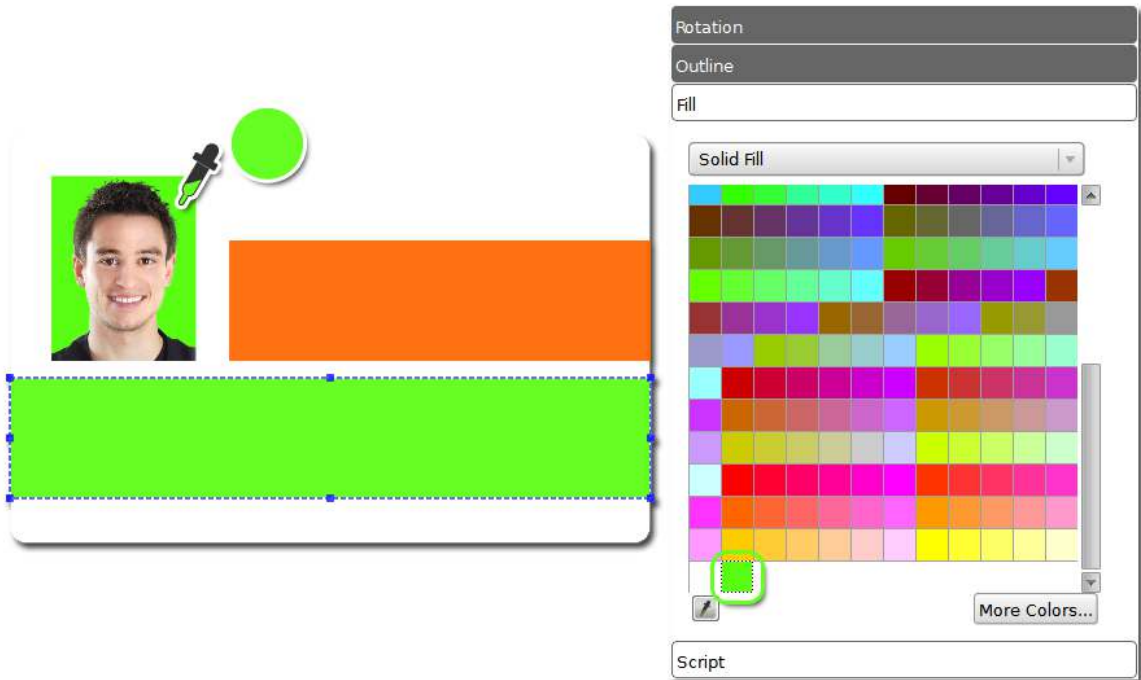 Rotation
Outline
Fill
Solid Fill
More Colors...
Script